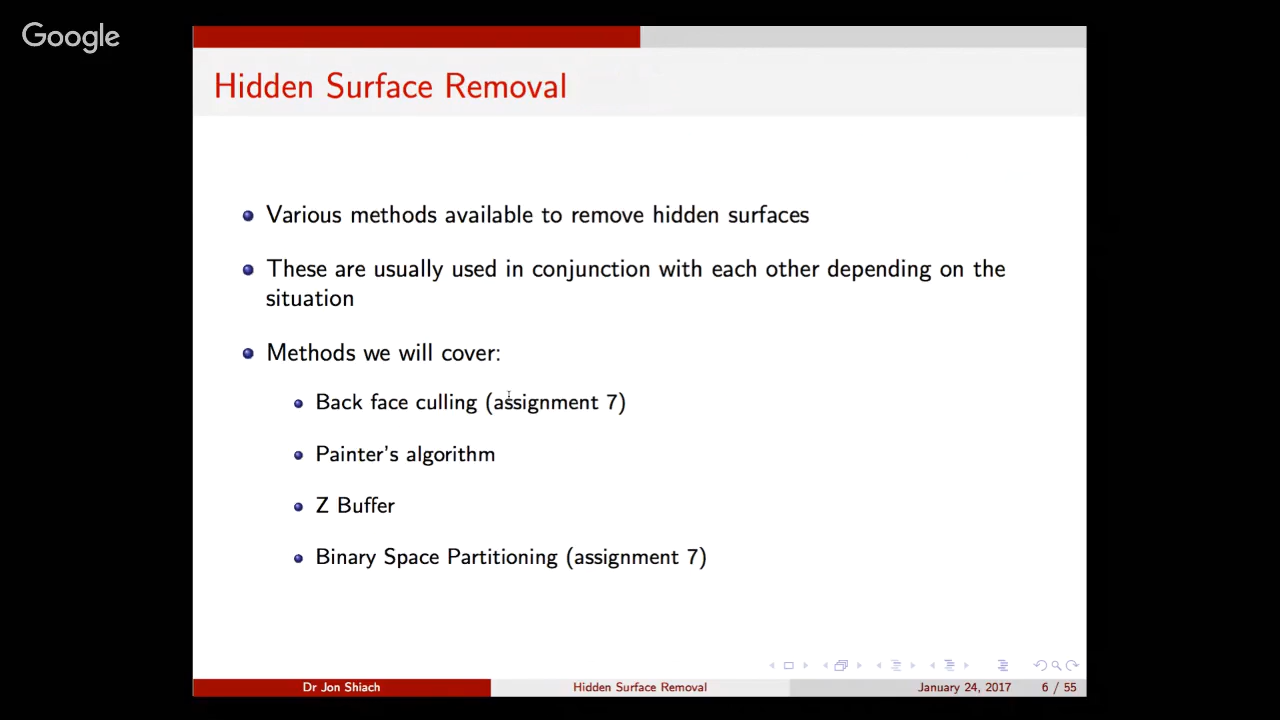 Google
Hidden Surface Removal
Various methods available to remove hidden surfaces
These are usually used in conjunction with each other depending on the
situation
Methods we will cover:
Back face culling (assignment 7)
Painter's algorithm
Z Buffer
Binary Space Partitioning (assignment 7)
Dr Jon Shiach Hidden Surface Removal January 24, 2017 6 / 55